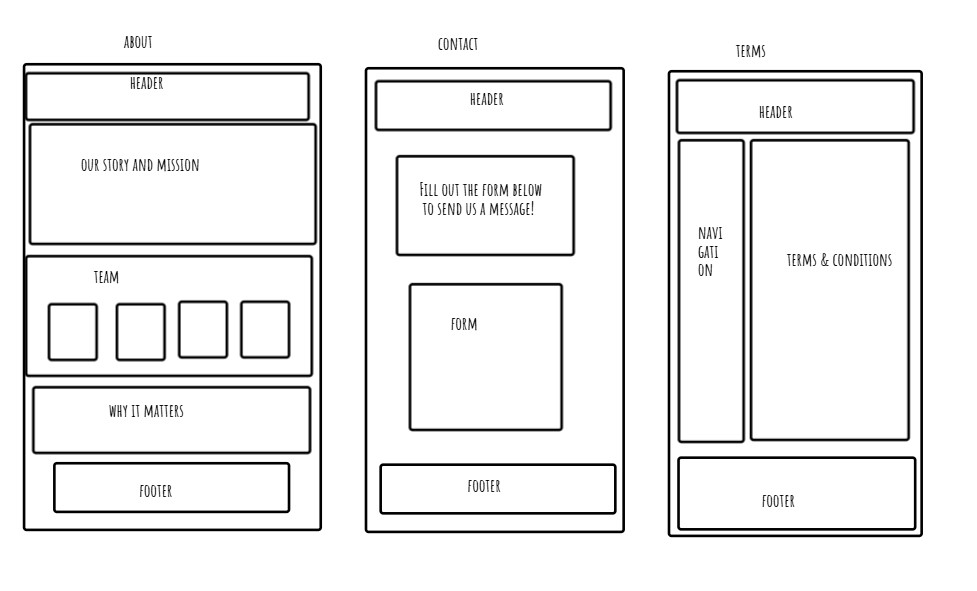 ABOUT
HEADER
OUR STORY AND MISSION
TEAM
WHY IT MATTERS
FOOTER
CONTACT
HEADER
FILL OUT THE FORM BELOW
TO SEND US A MESSAGE!
FORM
FOOTER
TERMS
HEADER
NAVI
GATI
ON
TERMS & CONDITIONS
FOOTER